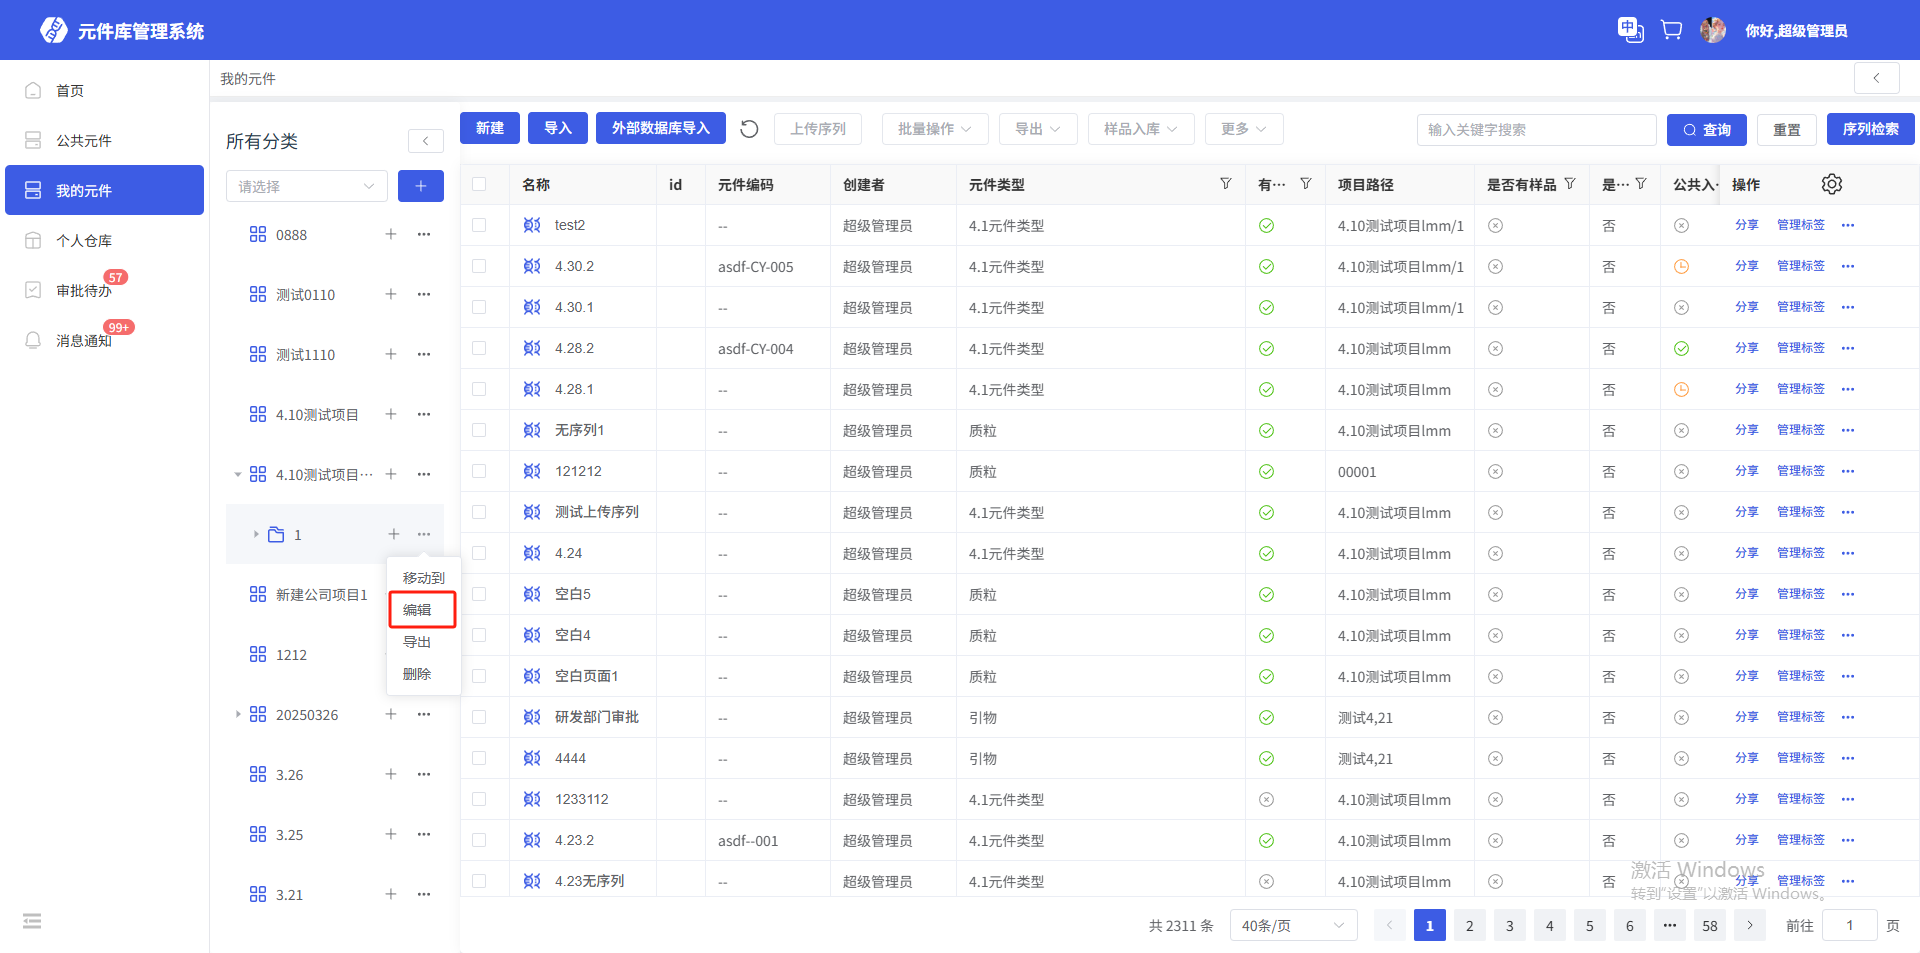 元件库管理系统
中
你好,超级管理员
首页
公共元件
我的元件
个人仓库
审批待办
57
消息通知
99+
我的元件
所有分类
请选择
0888
测试0110
测试1110
4.10测试项目
4.10测试项目···
1
新建公司项目1
1212
20250326
3.26
3.25
3.21
移动到
编辑
导出
删除
新建 导入 外部数据库导入 上传序列 批量操作 导出 样品入库 更多 输入关键字搜索 查询 重置 序列检索
名称 id 元件编码 创建者 元件类型 有··· 项目路径 是否有样品 是··· 公共入· 操作
test2 -- 超级管理员 4.1元件类型 4.10测试项目lmm/1 否 分享 管理标签 ···
4.30.2 asdf-CY-005 超级管理员 4.1元件类型 4.10测试项目lmm/1 否 分享 管理标签 ···
4.30.1 -- 超级管理员 4.1元件类型 4.10测试项目lmm/1 否 分享 管理标签 ···
4.28.2 asdf-CY-004 超级管理员 4.1元件类型 4.10测试项目lmm 否 分享 管理标签 ···
4.28.1 -- 超级管理员 4.1元件类型 4.10测试项目lmm 否 分享 管理标签 ···
无序列1 -- 超级管理员 质粒 4.10测试项目lmm 否 分享 管理标签 ···
121212 -- 超级管理员 质粒 00001 否 分享 管理标签 ···
测试上传序列 -- 超级管理员 4.1元件类型 4.10测试项目lmm 否 分享 管理标签 ···
4.24 -- 超级管理员 4.1元件类型 4.10测试项目lmm 否 分享 管理标签 ···
空白5 -- 超级管理员 质粒 4.10测试项目lmm 否 分享 管理标签 ···
空白4 -- 超级管理员 质粒 4.10测试项目lmm 否 分享 管理标签 ···
空白页面1 -- 超级管理员 质粒 4.10测试项目lmm 否 分享 管理标签 ···
研发部门审批 -- 超级管理员 引物 测试4,21 否 分享 管理标签 ···
4444 -- 超级管理员 引物 测试4,21 否 分享 管理标签 ···
1233112 -- 超级管理员 4.1元件类型 4.10测试项目lmm 否 分享 管理标签 ···
4.23.2 asdf--001 超级管理员 4.1元件类型 4.10测试项目lmm 否 分享 管理标签 ···
4.23无序列 -- 超级管理员 4.1元件类型 4.10测试项目lmm 否 分享 管理标签 ···
激活 Windows
转到“设置”以激活 Windows。
共 2311 条 40条/页 1 2 3 4 5 6 ··· 58 前往 1 页